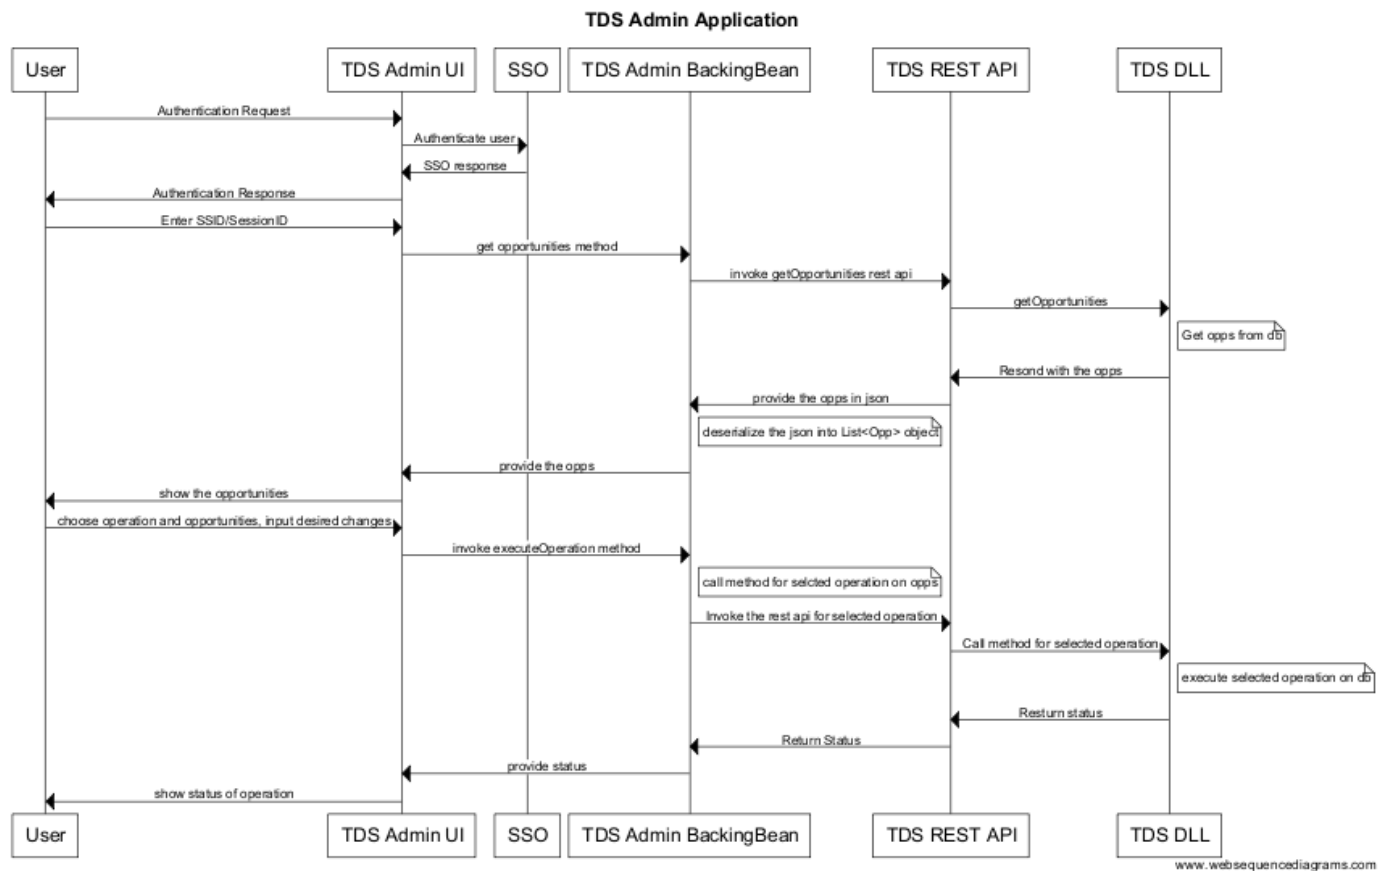 TDS Admin Application
User
TDS Admin UI
SSO
TDS Admin BackingBean
TDS REST API
TDS DLL
Authentication Request
Authenticate user
SSO response
Authentication Response
Enter SSID/SessionID
get opportunities method
invoke getOpportunities rest api
getOpportunities
Get opps from db
Resond with the opps
provide the opps in json
deserialize the json into List<Opp> object
provide the opps
show the opportunities
choose operation and opportunities, input desired changes
invoke executeOperation method
call method for selcted operation on opps
Invoke the rest api for selected operation
Call method for selected operation
execute selected operation on db
Resturn status
Return Status
provide status
show status of operation
User
TDS Admin UI
SSO
TDS Admin BackingBean
TDS REST API
TDS DLL
www.websequencediagrams.com